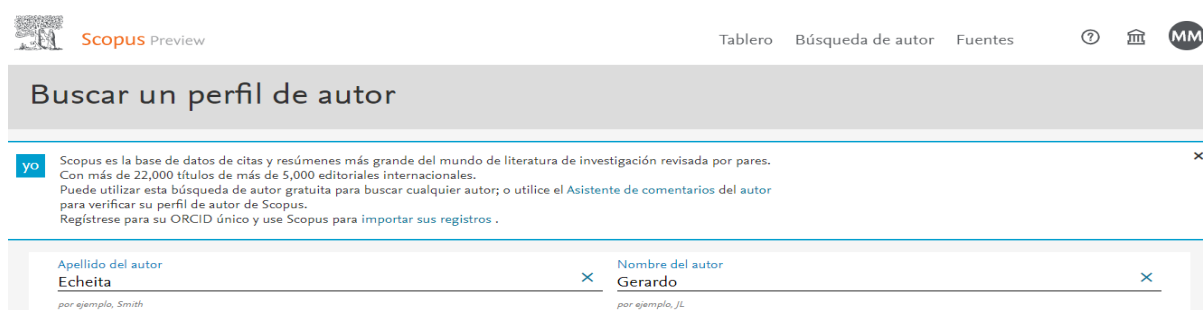 Scopus Preview
Tablero Búsqueda de autor Fuentes
MM
Buscar un perfil de autor
yo
Scopus es la base de datos de citas y resúmenes más grande del mundo de literatura de investigación revisada por pares.
Con más de 22,000 títulos de más de 5,000 editoriales internacionales.
Puede utilizar esta búsqueda de autor gratuita para buscar cualquier autor; o utilice el Asistente de comentarios del autor
para verificar su perfil de autor de Scopus.
Regístrese para su ORCID único y use Scopus para importar sus registros .
Apellido del autor
Echeita
por ejemplo, Smith
Nombre del autor
Gerardo
por ejemplo, JL